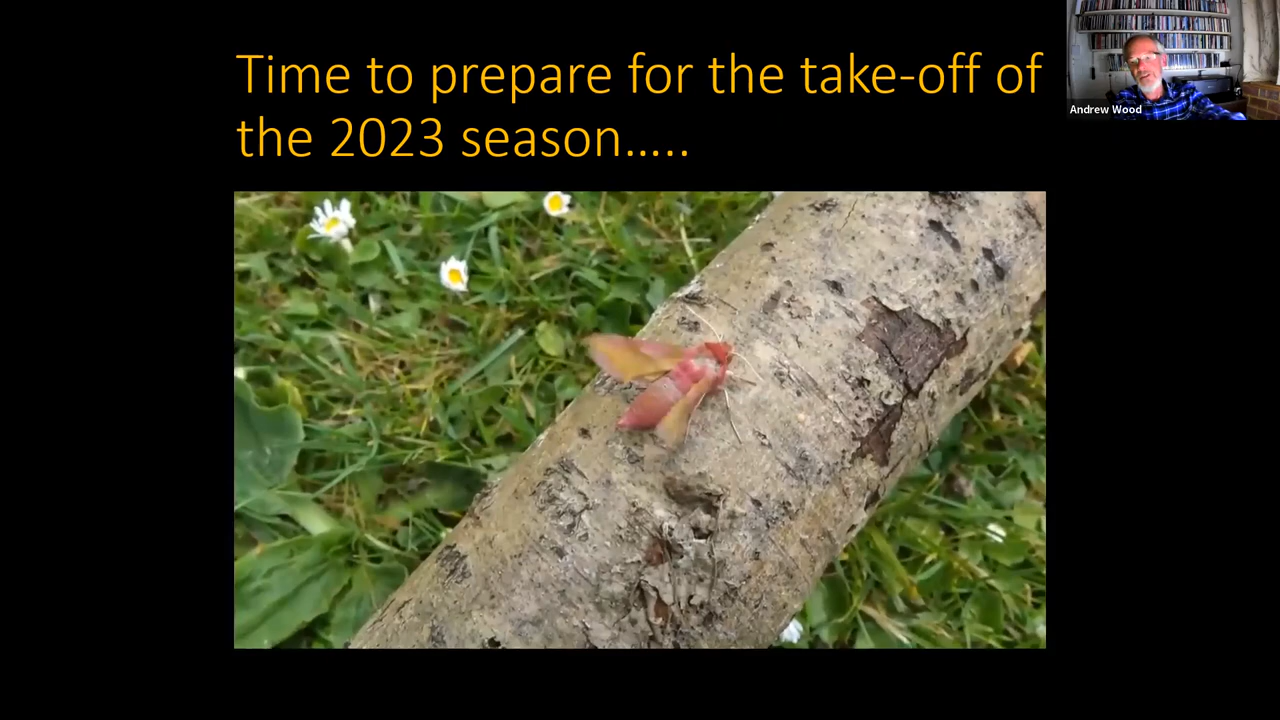 Time to prepare for the take-off of
the 2023 season…..
Andrew Wood